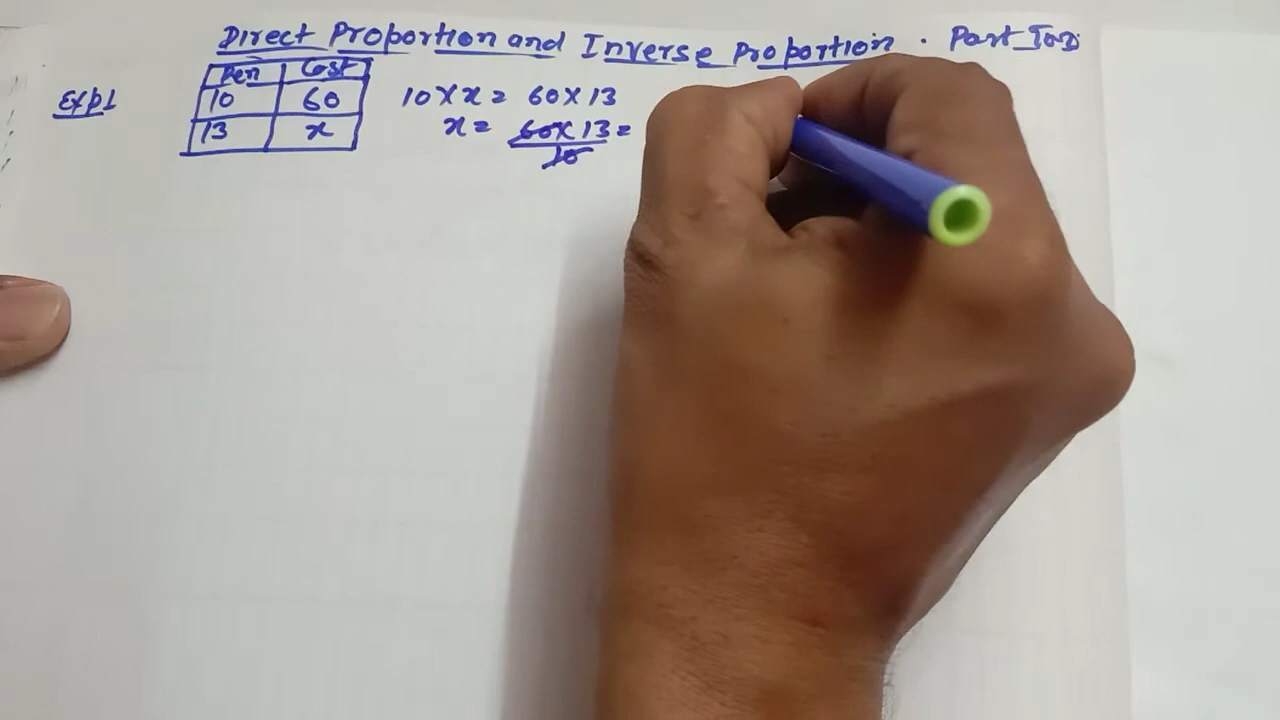 Direct Proportion and Inverse Proportion. Part Two
Pen Cost
Exp1 10 60 10 X x = 60 X 13
13 x x = 60 X 13 =
10